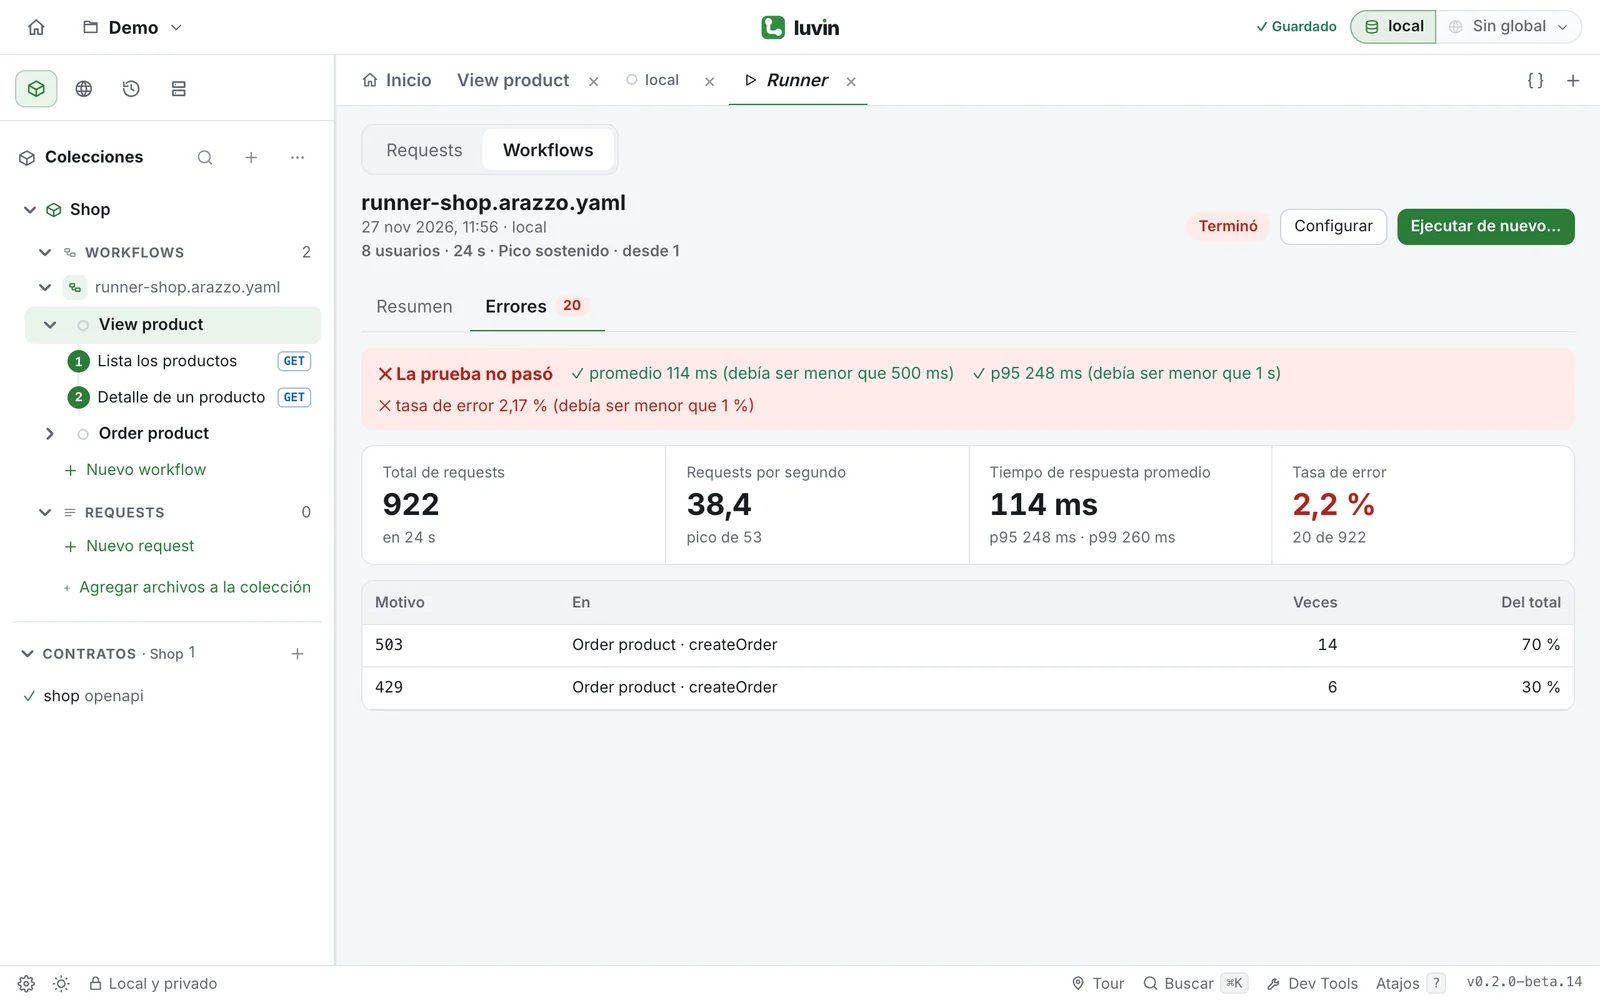 Demo
luvin
Guardado
local
Sin global
Inicio
View product
local
Runner
{ }
Colecciones
Shop
WORKFLOWS 2
runner-shop.arazzo.yaml
View product
1 Lista los productos GET
2 Detalle de un producto GET
Order product
+ Nuevo workflow
REQUESTS 0
+ Nuevo request
+ Agregar archivos a la colección
CONTRATOS · Shop 1
shop openapi
Requests
Workflows
runner-shop.arazzo.yaml
27 nov 2026, 11:56 · local
8 usuarios · 24 s · Pico sostenido · desde 1
Terminó
Configurar
Ejecutar de nuevo...
Resumen
Errores 20
La prueba no pasó ✓ promedio 114 ms (debía ser menor que 500 ms) ✓ p95 248 ms (debía ser menor que 1 s)
tasa de error 2,17 % (debía ser menor que 1 %)
Total de requests
922
en 24 s
Requests por segundo
38,4
pico de 53
Tiempo de respuesta promedio
114 ms
p95 248 ms · p99 260 ms
Tasa de error
2,2 %
20 de 922
Motivo En Veces Del total
503 Order product · createOrder 14 70 %
429 Order product · createOrder 6 30 %
Local y privado
Tour
Buscar ⌘K
Dev Tools
Atajos ?
v0.2.0-beta.14